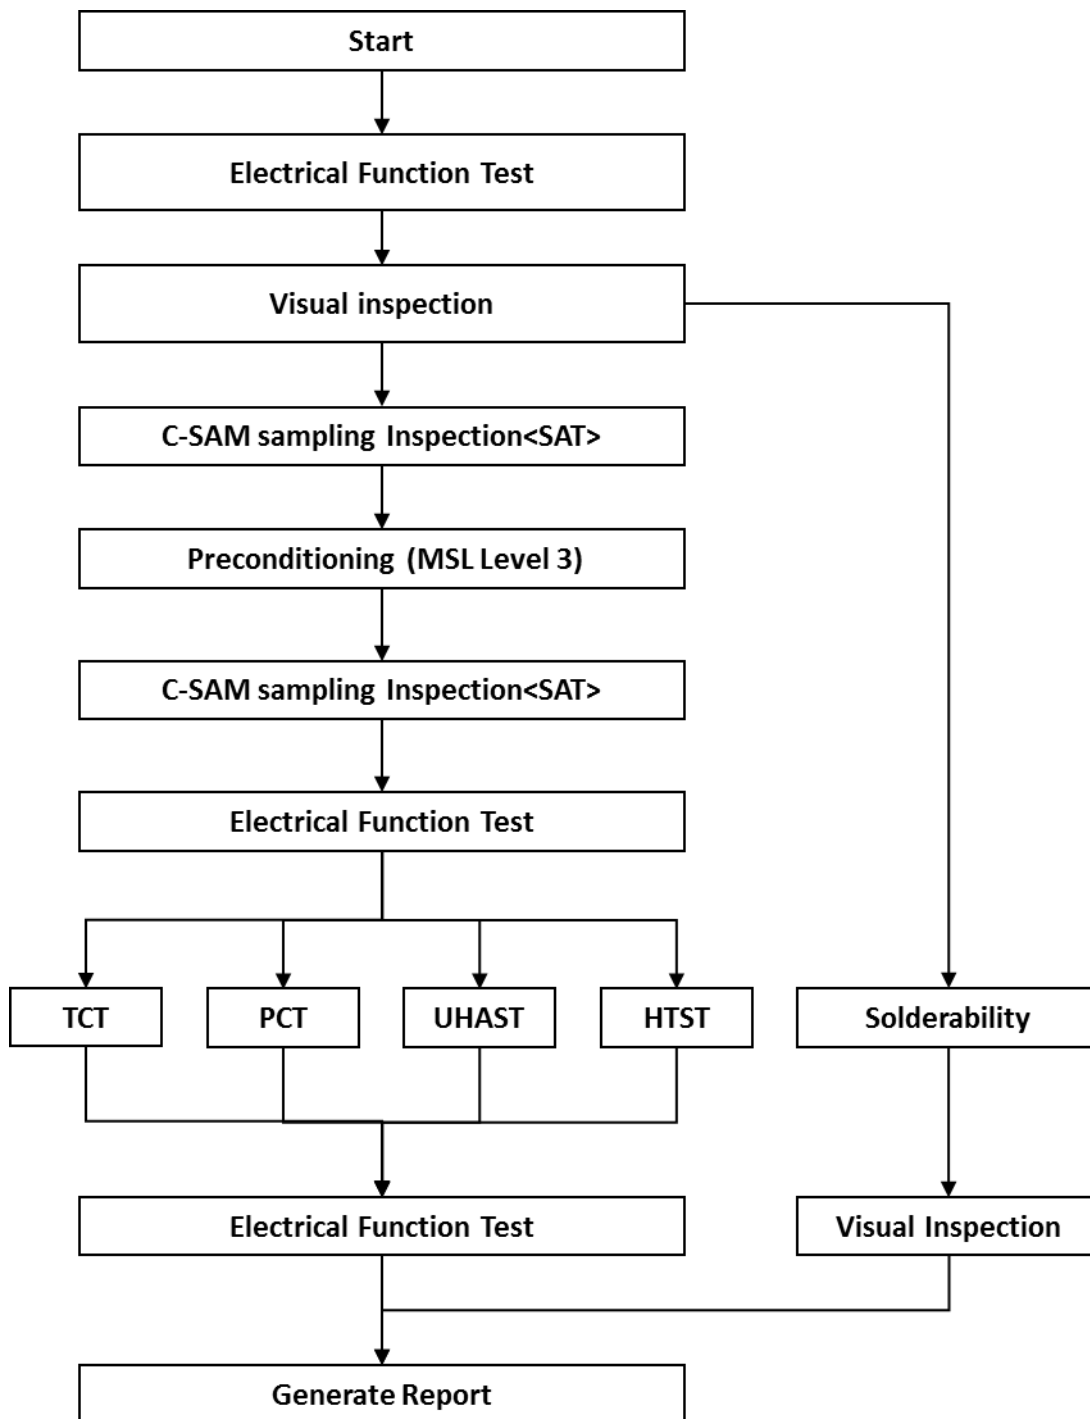 Start
Electrical Function Test
Visual inspection
C-SAM sampling Inspection<SAT>
Preconditioning (MSL Level 3)
C-SAM sampling Inspection<SAT>
Electrical Function Test
TCT
PCT
UHAST
HTST
Solderability
Electrical Function Test
Visual Inspection
Generate Report